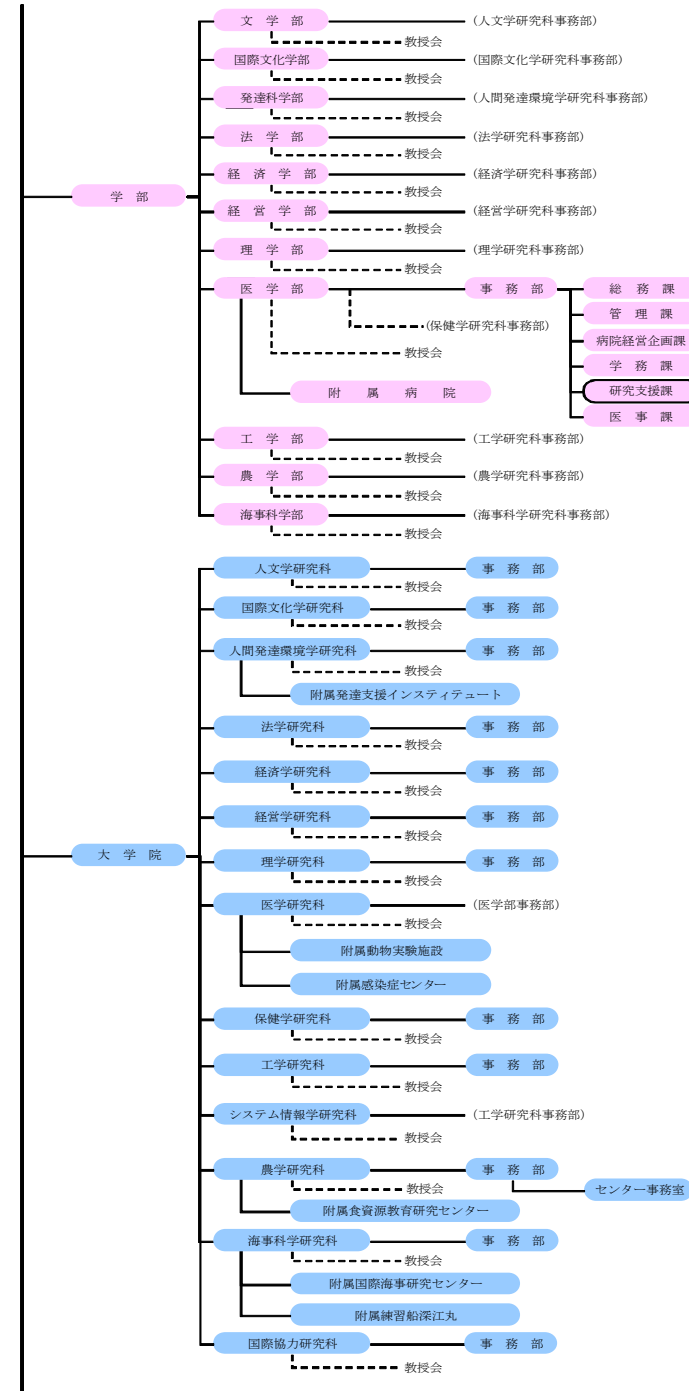 文 学 部 (人文学研究科事務部)
教授会
国際文化学部 (国際文化学研究科事務部)
教授会
発達科学部 (人間発達環境学研究科事務部)
教授会
法 学 部 (法学研究科事務部)
教授会
経 済 学 部 (経済学研究科事務部)
教授会
学 部
経 営 学 部 (経営学研究科事務部)
教授会
理 学 部 (理学研究科事務部)
教授会
医 学 部 事 務 部 総 務 課
管 理 課
(保健学研究科事務部)
病院経営企画課
教授会
学 務 課
附 属 病 院 研究支援課
医 事 課
工 学 部 (工学研究科事務部)
教授会
農 学 部 (農学研究科事務部)
教授会
海事科学部 (海事科学研究科事務部)
教授会
人文学研究科 事 務 部
教授会
国際文化学研究科 事 務 部
教授会
人間発達環境学研究科 事 務 部
教授会
附属発達支援インスティテュート
法学研究科 事 務 部
教授会
経済学研究科 事 務 部
教授会
経営学研究科 事 務 部
教授会
大 学 院
理学研究科 事 務 部
教授会
医学研究科 (医学部事務部)
教授会
附属動物実験施設
附属感染症センター
保健学研究科 事 務 部
教授会
工学研究科 事 務 部
教授会
システム情報学研究科 (工学研究科事務部)
教授会
農学研究科 事 務 部
教授会 センター事務室
附属食資源教育研究センター
海事科学研究科 事 務 部
教授会
附属国際海事研究センター
附属練習船深江丸
国際協力研究科 事 務 部
教授会